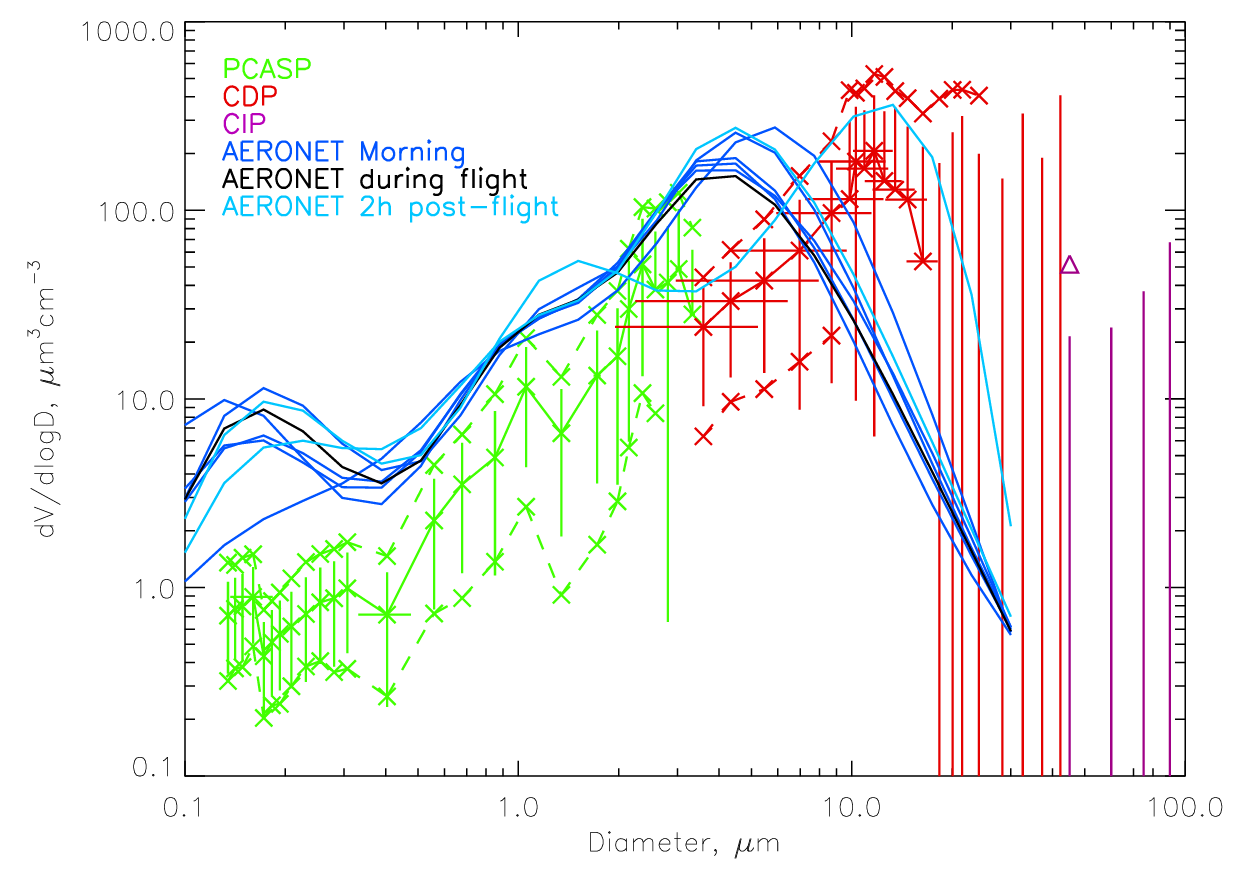 1000.0
100.0
10.0
1.0
0.1
dV/dlogD, μm³cm⁻³
PCASP
CDP
CIP
AERONET Morning
AERONET during flight
AERONET 2h post-flight
0.1 1.0 10.0 100.0
Diameter, μm